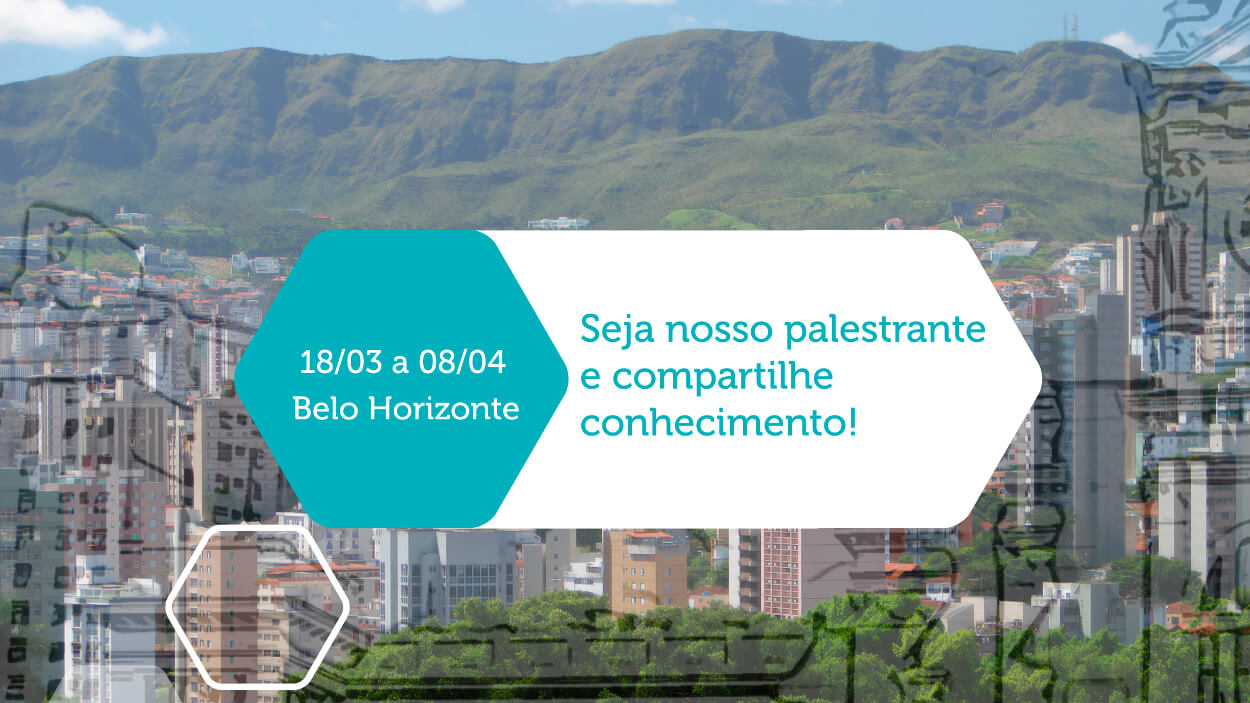 18/03 a 08/04
Belo Horizonte
Seja nosso palestrante
e compartilhe
conhecimento!